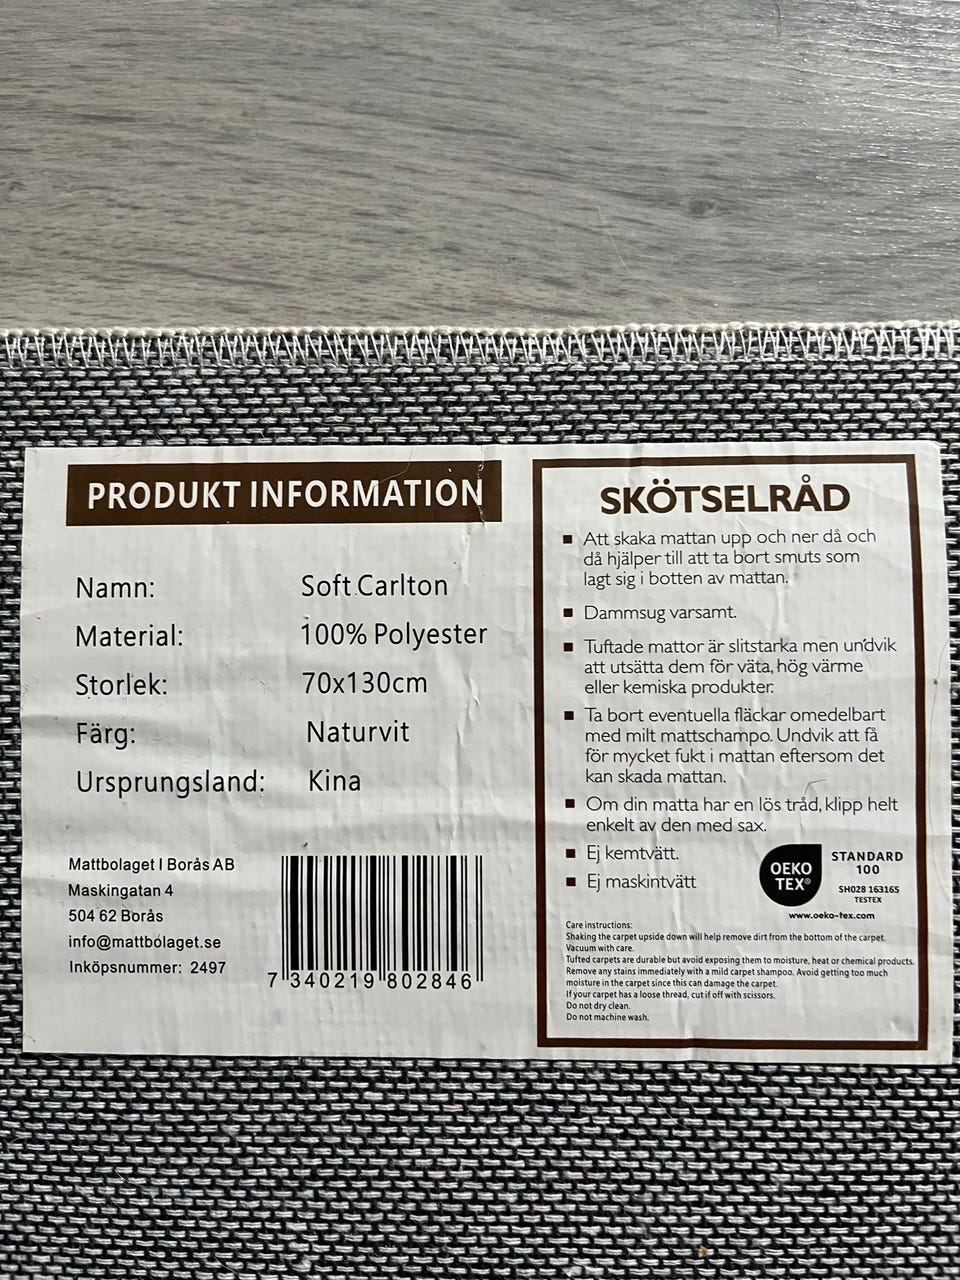 PRODUKT INFORMATION
Namn: Soft Carlton
Material: 100% Polyester
Storlek: 70x130cm
Färg: Naturvit
Ursprungsland: Kina
Mattbolaget I Borås AB
Maskingatan 4
504 62 Borås
info@mattbolaget.se
Inköpsnummer: 2497
7 340219 802846
SKÖTSELRÅD
Att skaka mattan upp och ner då och
då hjälper till att ta bort smuts som
lagt sig i botten av mattan.
Dammsug varsamt.
Tuftade mattor är slitstarka men undvik
att utsätta dem för väta, hög värme
eller kemiska produkter.
Ta bort eventuella fläckar omedelbart
med milt mattschampo. Undvik att få
för mycket fukt i mattan eftersom det
kan skada mattan.
Om din matta har en lös tråd, klipp helt
enkelt av den med sax.
Ej kemtvätt.
Ej maskintvätt
OEKO
TEX®
STANDARD
100
SH028 163165
TESTEX
www.oeko-tex.com
Care instructions:
Shaking the carpet upside down will help remove dirt from the bottom of the carpet.
Vacuum with care.
Tufted carpets are durable but avoid exposing them to moisture, heat or chemical products.
Remove any stains immediately with a mild carpet shampoo. Avoid getting too much
moisture in the carpet since this can damage the carpet.
If your carpet has a loose thread, cut if off with scissors.
Do not dry clean.
Do not machine wash.